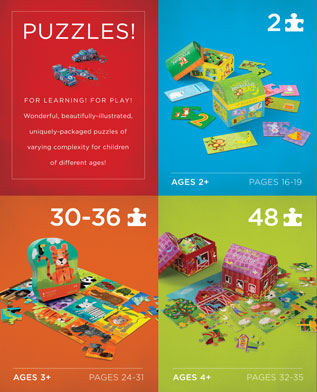 PUZZLES!
FOR LEARNING! FOR PLAY!
Wonderful, beautifully-illustrated,
uniquely-packaged puzzles of
varying complexity for children
of different ages!
2
AGES 2+ PAGES 16-19
30-36
AGES 3+ PAGES 24-31
48
AGES 4+ PAGES 32-35